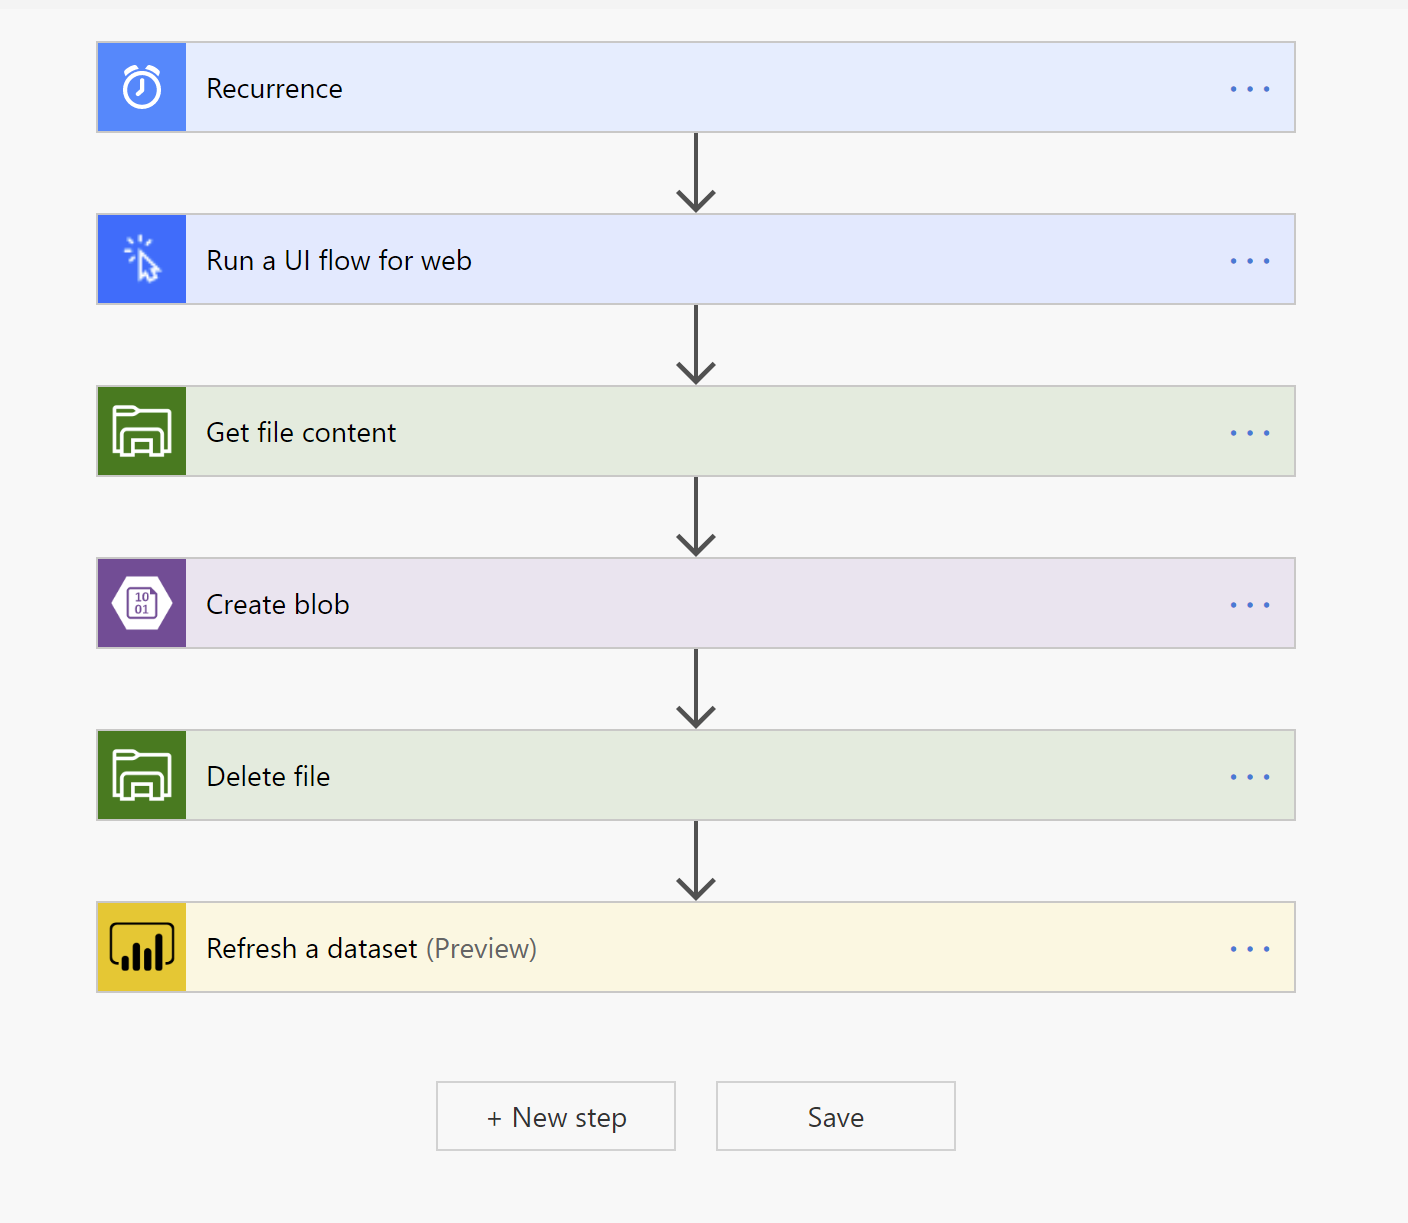 Recurrence
Run a UI flow for web
Get file content
10
01
Create blob
Delete file
Refresh a dataset (Preview)
+ New step
Save